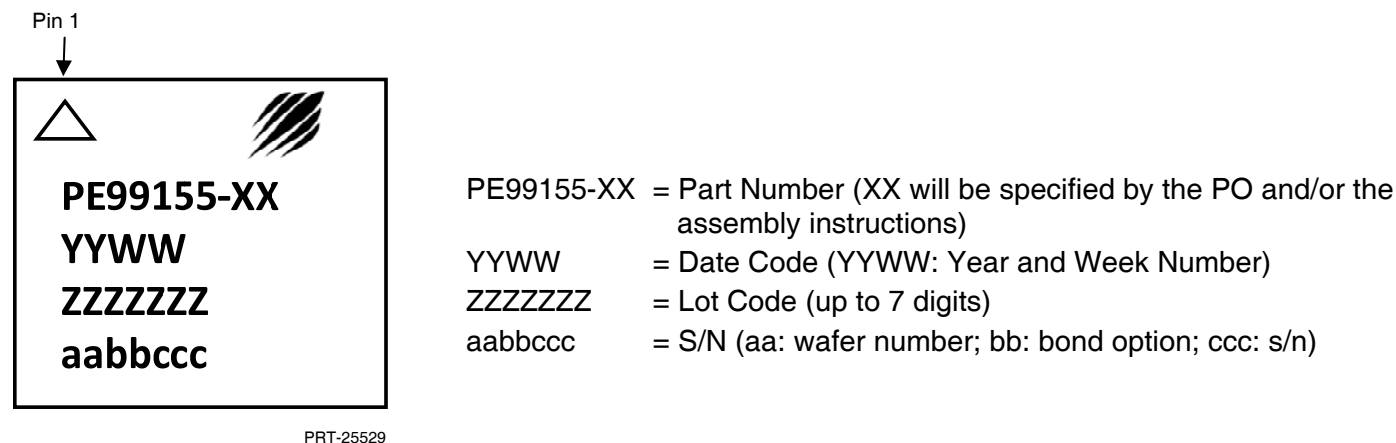 Pin 1
PE99155-XX
YYWW
ZZZZZZZ
aabbccc
PRT-25529
PE99155-XX = Part Number (XX will be specified by the PO and/or the
assembly instructions)
YYWW = Date Code (YYWW: Year and Week Number)
ZZZZZZZ = Lot Code (up to 7 digits)
aabbccc = S/N (aa: wafer number; bb: bond option; ccc: s/n)